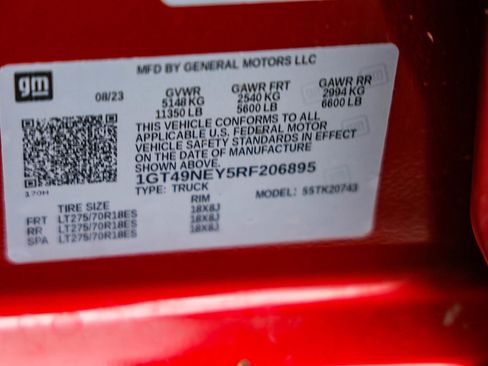 MFD BY GENERAL MOTORS LLC
gm
08/23
GVWR
5148 KG
11350 LB
GAWR FRT
2540 KG
5600 LB
GAWR RR
2994 KG
6600 LB
THIS VEHICLE CONFORMS TO ALL
APPLICABLE U.S. FEDERAL MOTOR
VEHICLE SAFETY STANDARDS IN EFFECT
ON THE DATE OF MANUFACTURE
SHOWN ABOVE.
1GT49NEY5RF206895
TYPE: TRUCK
MODEL: SSTK20743
TIRE SIZE
RIM
FRT LT275/70R18ES 18X8J
RR LT275/70R18ES 18X8J
SPA LT275/70R18ES 18X8J